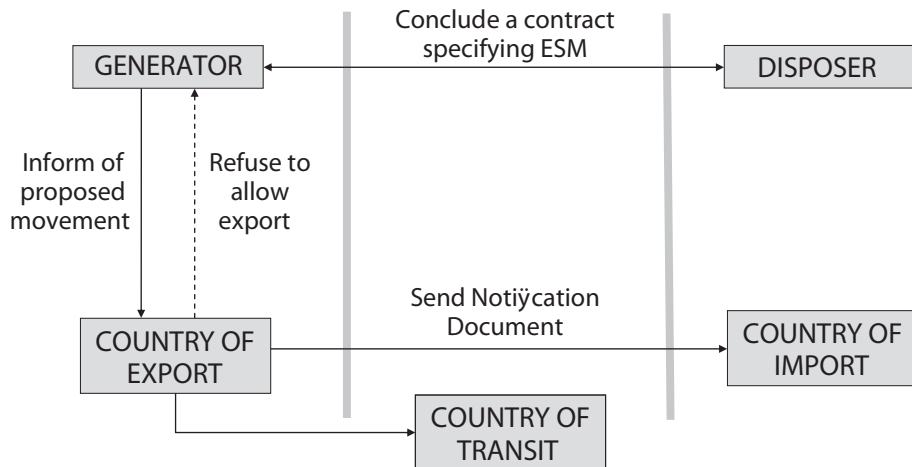 Conclude a contract
specifying ESM
GENERATOR
DISPOSER
Inform of
proposed
movement
Refuse to
allow
export
Send Notiÿcation
Document
COUNTRY OF
EXPORT
COUNTRY OF
IMPORT
COUNTRY OF
TRANSIT